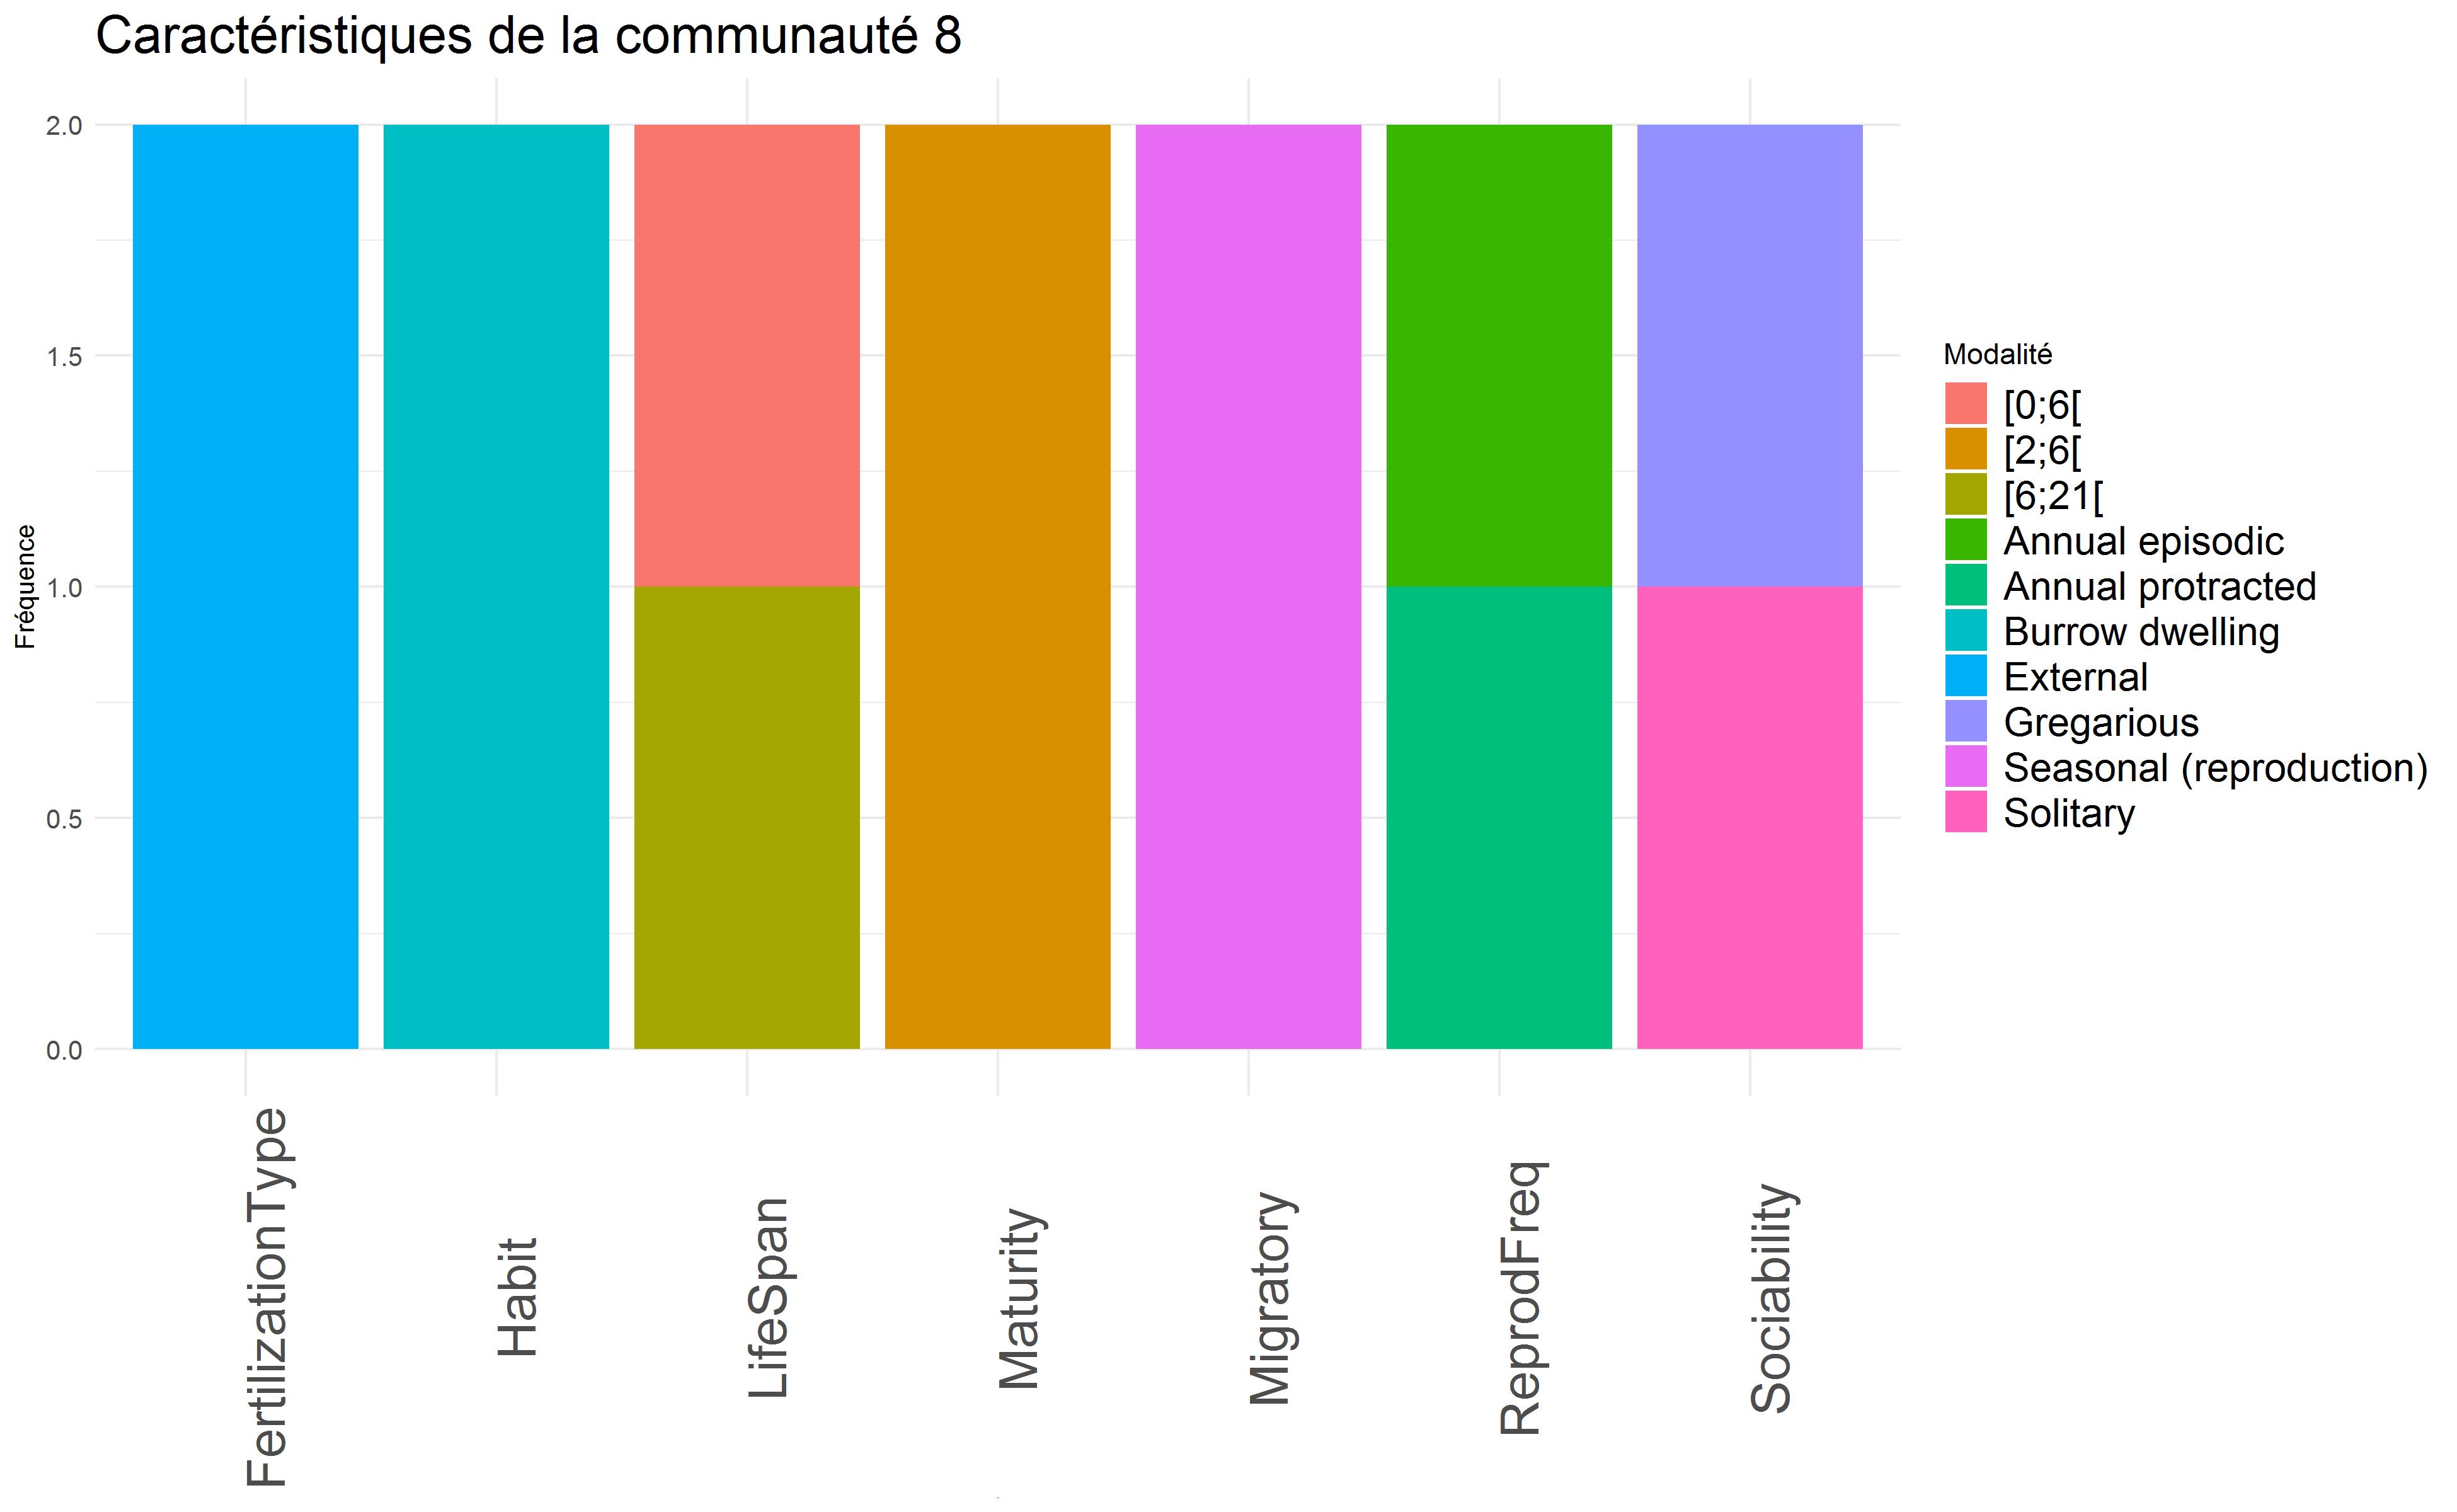 Caractéristiques de la communauté 8
2.0
1.5
1.0
0.5
0.0
Fréquence
FertilizationType
Habit
LifeSpan
Maturity
Migratory
ReprodFreq
Sociability
Modalité
[0;6[
[2;6[
[6;21[
Annual episodic
Annual protracted
Burrow dwelling
External
Gregarious
Seasonal (reproduction)
Solitary